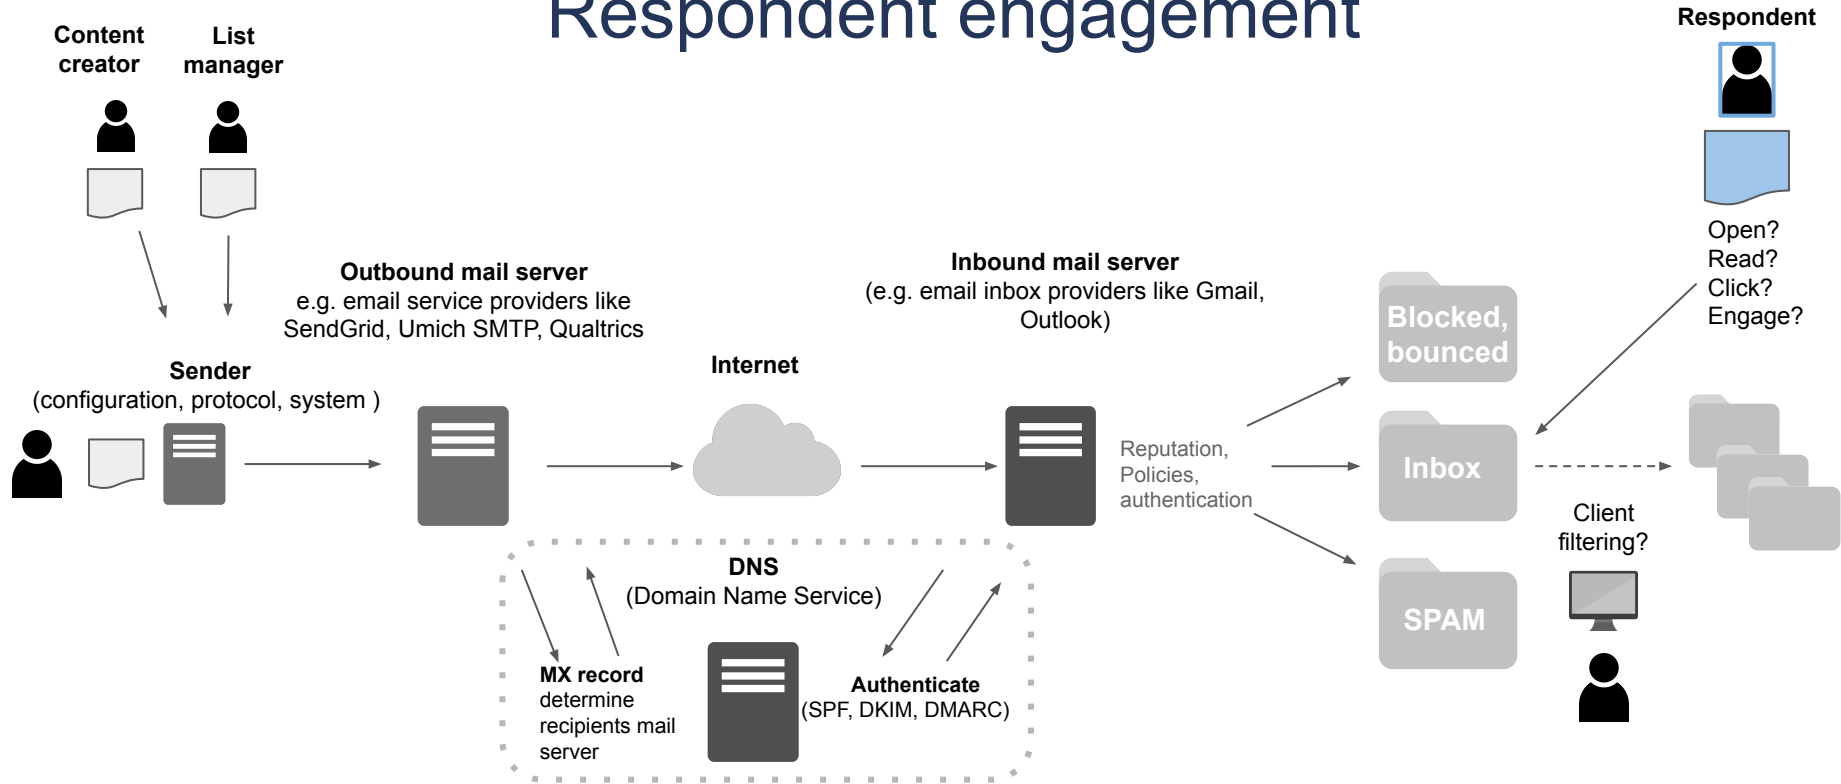 Respondent engagement
Content
creator
List
manager
Respondent
Open?
Read?
Click?
Engage?
Outbound mail server
e.g. email service providers like
SendGrid, Umich SMTP, Qualtrics
Inbound mail server
(e.g. email inbox providers like Gmail,
Outlook)
Sender
(configuration, protocol, system )
Internet
Reputation,
Policies,
authentication
Blocked,
bounced
Inbox
SPAM
Client
filtering?
DNS
(Domain Name Service)
MX record
determine
recipients mail
server
Authenticate
(SPF, DKIM, DMARC)